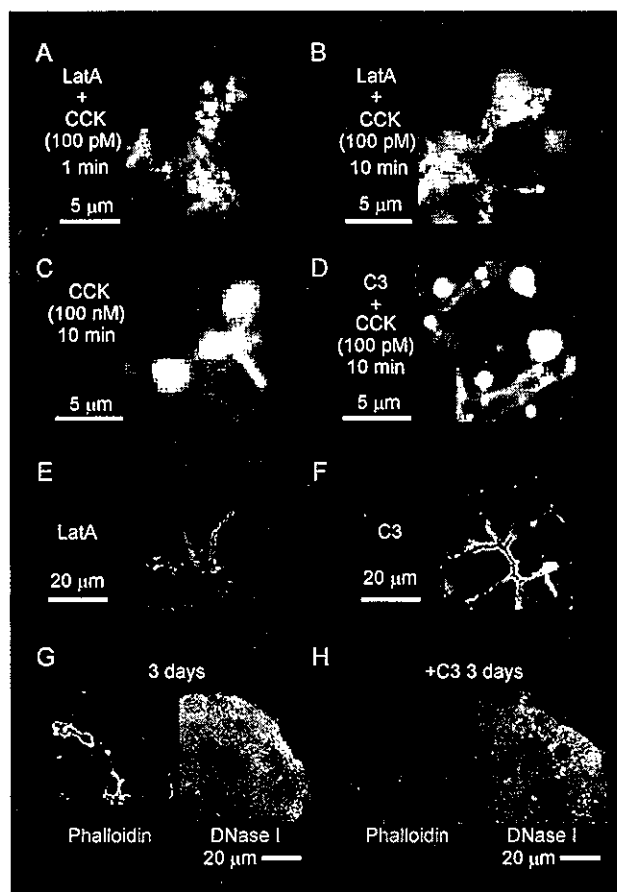 A
LatA
+
CCK
(100 pM)
1 min
5 μm
B
LatA
+
CCK
(100 pM)
10 min
5 μm
C
CCK
(100 nM)
10 min
5 μm
D
C3
+
CCK
(100 pM)
10 min
5 μm
E
LatA
20 μm
F
C3
20 μm
G
3 days
Phalloidin
DNase I
20 μm
H
+C3 3 days
Phalloidin
DNase I
20 μm